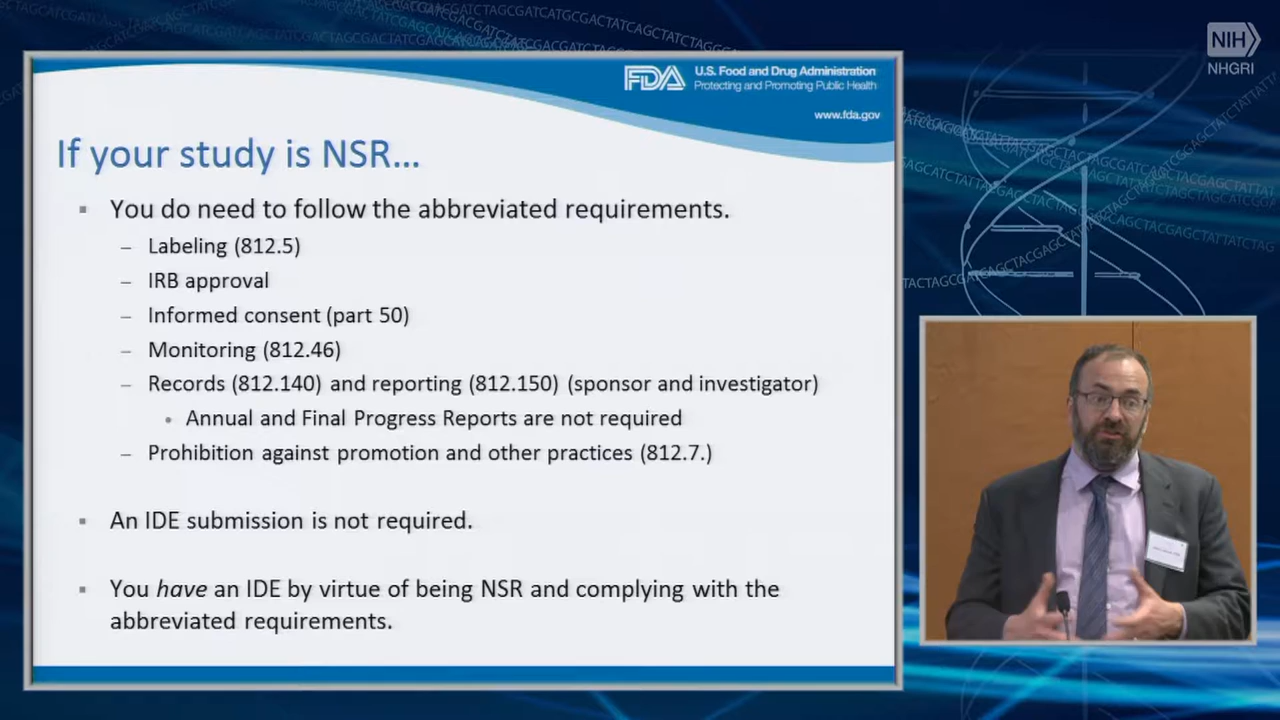 NIH
NHGRI
FDA
U.S. Food and Drug Administration
Protecting and Promoting Public Health
www.fda.gov
If your study is NSR...
▪ You do need to follow the abbreviated requirements.
– Labeling (812.5)
– IRB approval
– Informed consent (part 50)
– Monitoring (812.46)
– Records (812.140) and reporting (812.150) (sponsor and investigator)
• Annual and Final Progress Reports are not required
– Prohibition against promotion and other practices (812.7.)
▪ An IDE submission is not required.
▪ You have an IDE by virtue of being NSR and complying with the
abbreviated requirements.